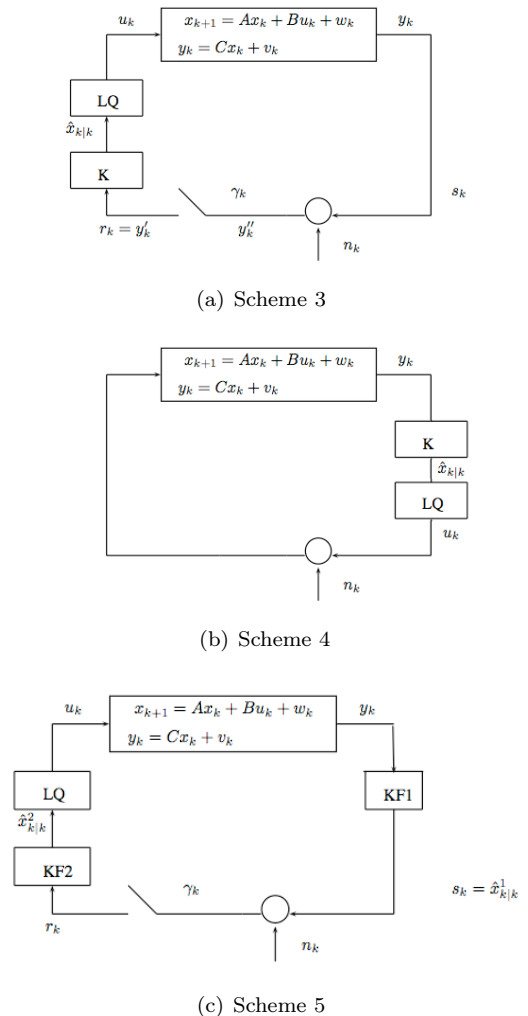 u_k
x_{k+1} = Ax_k + Bu_k + w_k
y_k = Cx_k + v_k
y_k
LQ
x̂_{k|k}
K
γ_k
s_k
r_k = y′_k
y″_k
n_k
(a) Scheme 3
x_{k+1} = Ax_k + Bu_k + w_k
y_k = Cx_k + v_k
y_k
K
x̂_{k|k}
LQ
u_k
n_k
(b) Scheme 4
u_k
x_{k+1} = Ax_k + Bu_k + w_k
y_k = Cx_k + v_k
y_k
LQ
KF1
x̂²_{k|k}
KF2
γ_k
s_k = x̂¹_{k|k}
r_k
n_k
(c) Scheme 5